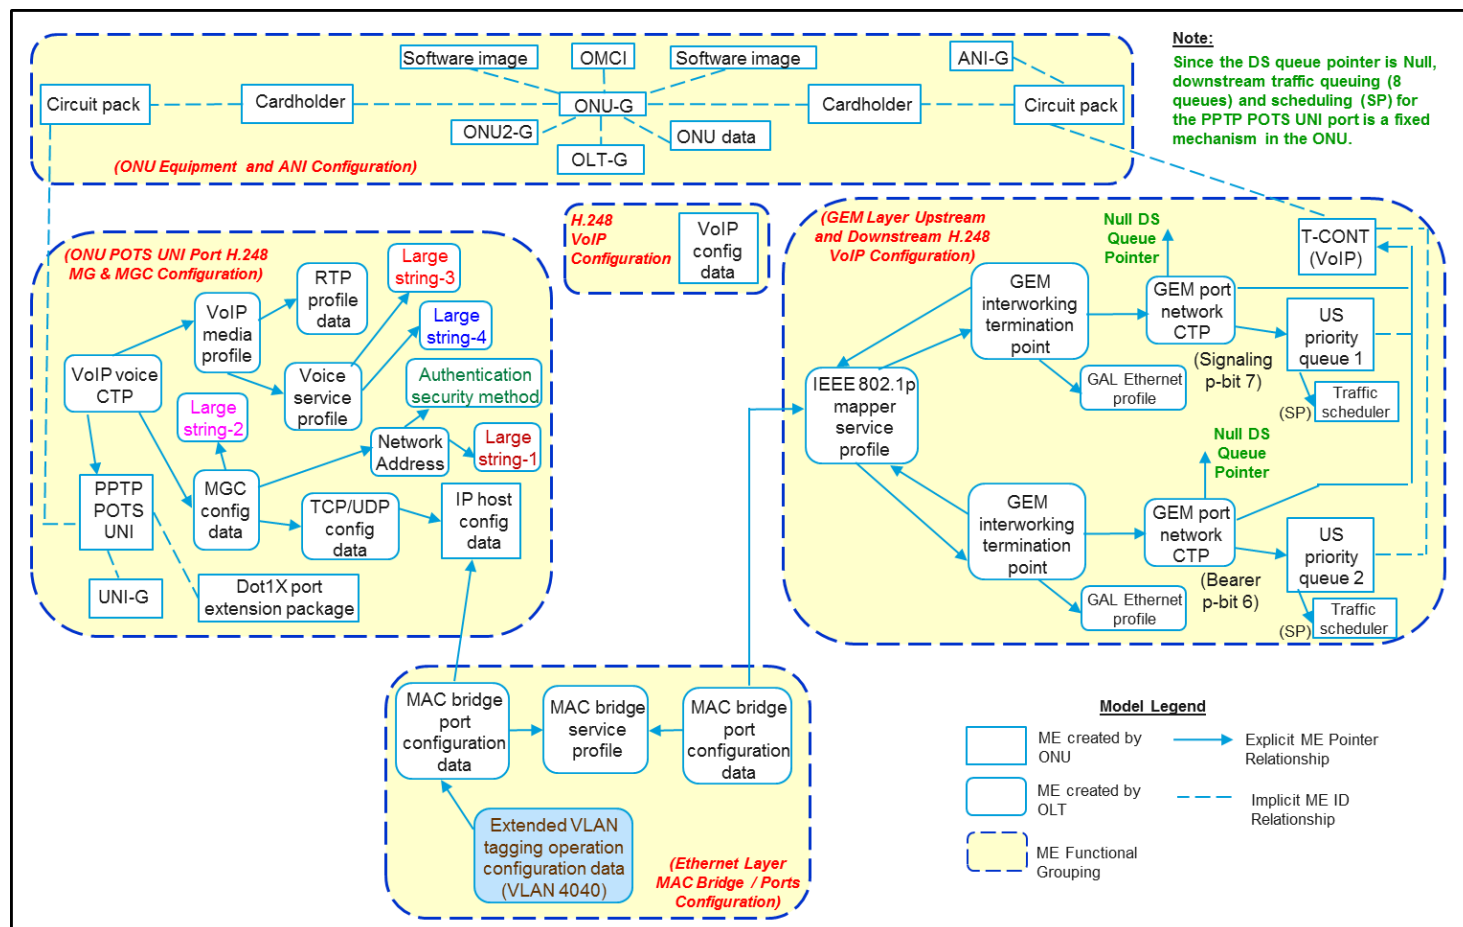 Software image
OMCI
Software image
ANI-G
Circuit pack
Cardholder
ONU-G
Cardholder
Circuit pack
ONU2-G
ONU data
OLT-G
(ONU Equipment and ANI Configuration)
Note:
Since the DS queue pointer is Null,
downstream traffic queuing (8
queues) and scheduling (SP) for
the PPTP POTS UNI port is a fixed
mechanism in the ONU.
(ONU POTS UNI Port H.248
MG & MGC Configuration)
Large
string-3
RTP
profile
data
VoIP
media
profile
Large
string-4
VoIP voice
CTP
Voice
service
profile
Authentication
security method
Large
string-2
Network
Address
Large
string-1
PPTP
POTS
UNI
MGC
config
data
TCP/UDP
config
data
IP host
config
data
UNI-G
Dot1X port
extension package
H.248
VoIP
Configuration
VoIP
config
data
(GEM Layer Upstream
and Downstream H.248
VoIP Configuration)
Null DS
Queue
Pointer
T-CONT
(VoIP)
GEM
interworking
termination
point
GEM port
network
CTP
US
priority
queue 1
(Signaling
p-bit 7)
GAL Ethernet
profile
(SP)
Traffic
scheduler
IEEE 802.1p
mapper
service
profile
Null DS
Queue
Pointer
GEM
interworking
termination
point
GEM port
network
CTP
US
priority
queue 2
(Bearer
p-bit 6)
GAL Ethernet
profile
(SP)
Traffic
scheduler
MAC bridge
port
configuration
data
MAC bridge
service
profile
MAC bridge
port
configuration
data
Extended VLAN
tagging operation
configuration data
(VLAN 4040)
(Ethernet Layer
MAC Bridge / Ports
Configuration)
Model Legend
ME created by
ONU
Explicit ME Pointer
Relationship
ME created by
OLT
Implicit ME ID
Relationship
ME Functional
Grouping